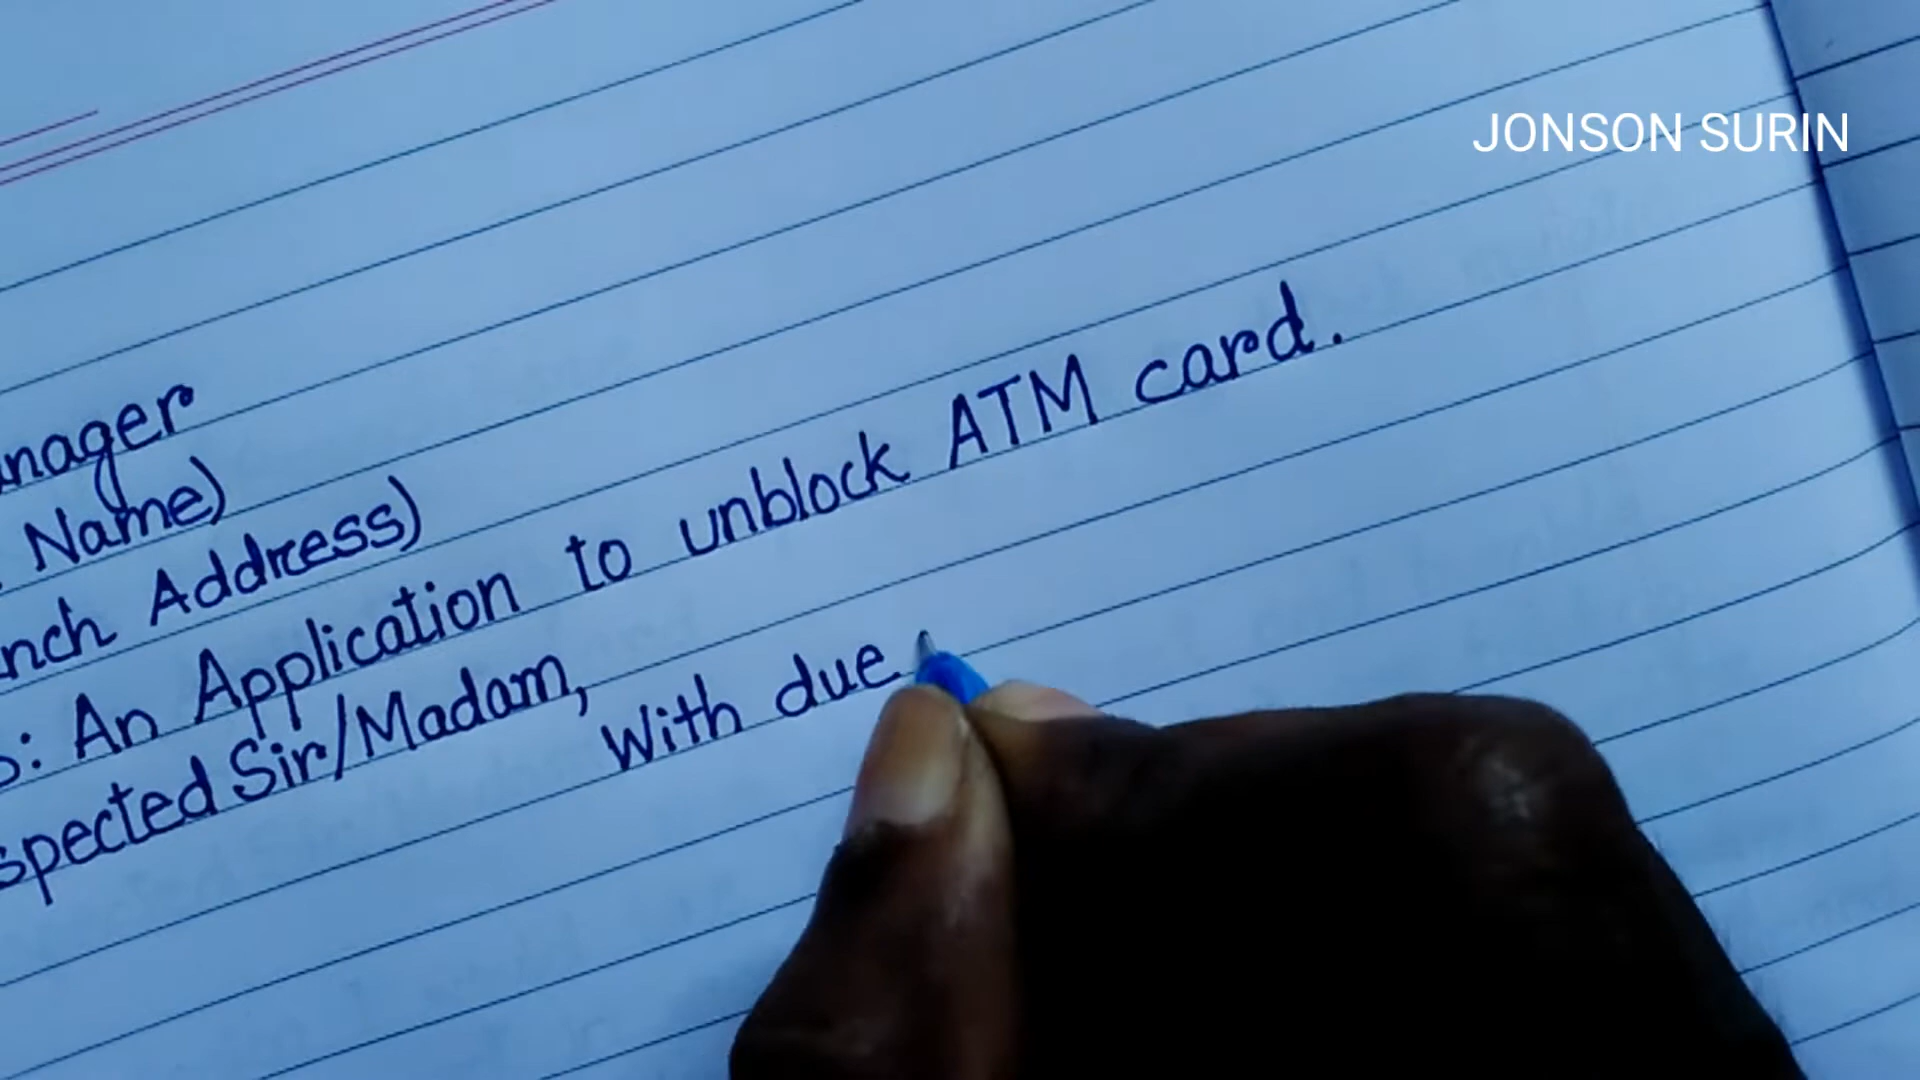 JONSON SURIN
nager
Name)
nch Address)
: An Application to unblock ATM card.
spected Sir/Madam,
With due